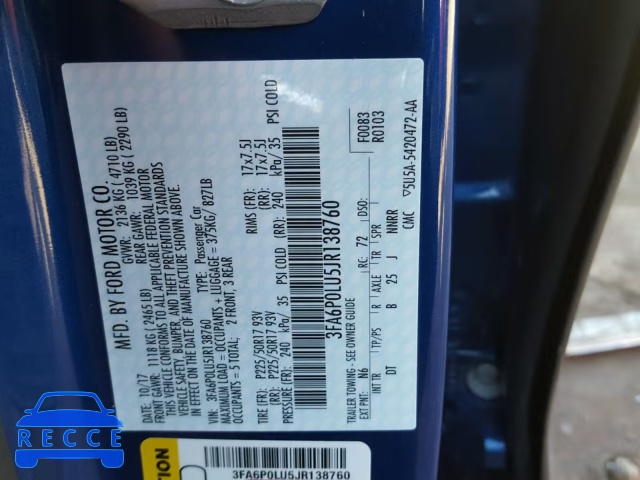 MFD. BY FORD MOTOR CO.
DATE: 10/17 GVWR: 2136 KG ( 4710 LB)
FRONT GAWR: 1118 KG ( 2465 LB) REAR GAWR: 1039 KG ( 2290 LB)
THIS VEHICLE CONFORMS TO ALL APPLICABLE FEDERAL MOTOR
VEHICLE SAFETY, BUMPER, AND THEFT PREVENTION STANDARDS
IN EFFECT ON THE DATE OF MANUFACTURE SHOWN ABOVE.
VIN: 3FA6P0LU5JR138760 TYPE: Passenger Car
MAXIMUM LOAD = OCCUPANTS + LUGGAGE = 375KG/ 827LB
OCCUPANTS: 5 TOTAL: 2 FRONT, 3 REAR
TIRE (FR): P225/50R17 93V RIMS (FR): 17x7.5J
(RR): P225/50R17 93V (RR): 17x7.5J
PRESSURE (FR): 240 kPa/ 35 PSI COLD (RR): 240 kPa/ 35 PSI COLD
3FA6P0LU5JR138760
F0083
R0103
TRAILER TOWING - SEE OWNER GUIDE
EXT PNT: N6 RC: 72 DSO:
INT TR TP/PS R AXLE TR SPR
DT B 25 J NNRR
CMC ▽5U5A-5420472-AA
3FA6P0LU5JR138760
RECCE